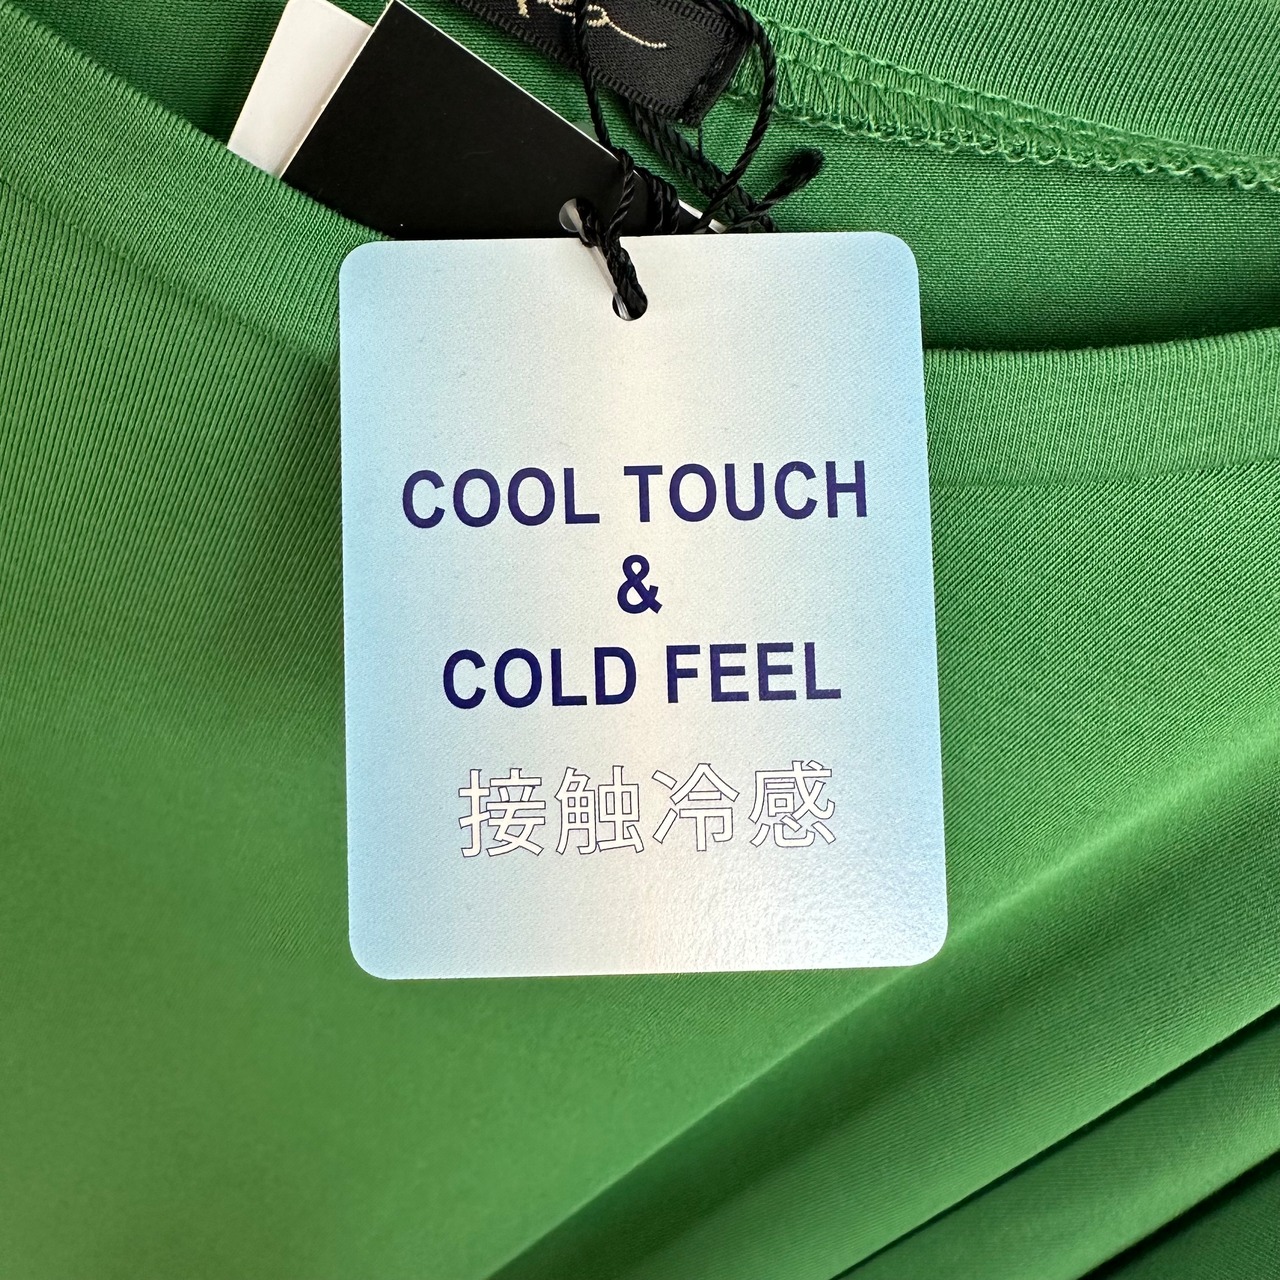 COOL TOUCH
&
COLD FEEL
接触冷感